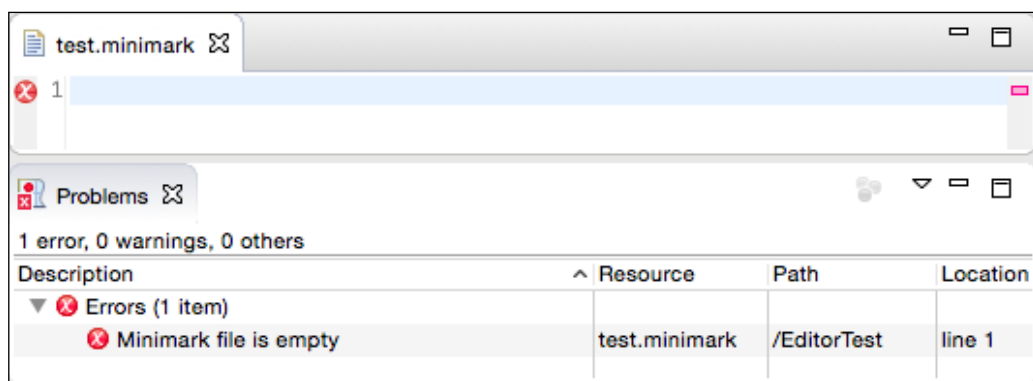 test.minimark
1
Problems
1 error, 0 warnings, 0 others
Description Resource Path Location
Errors (1 item)
Minimark file is empty test.minimark /EditorTest line 1